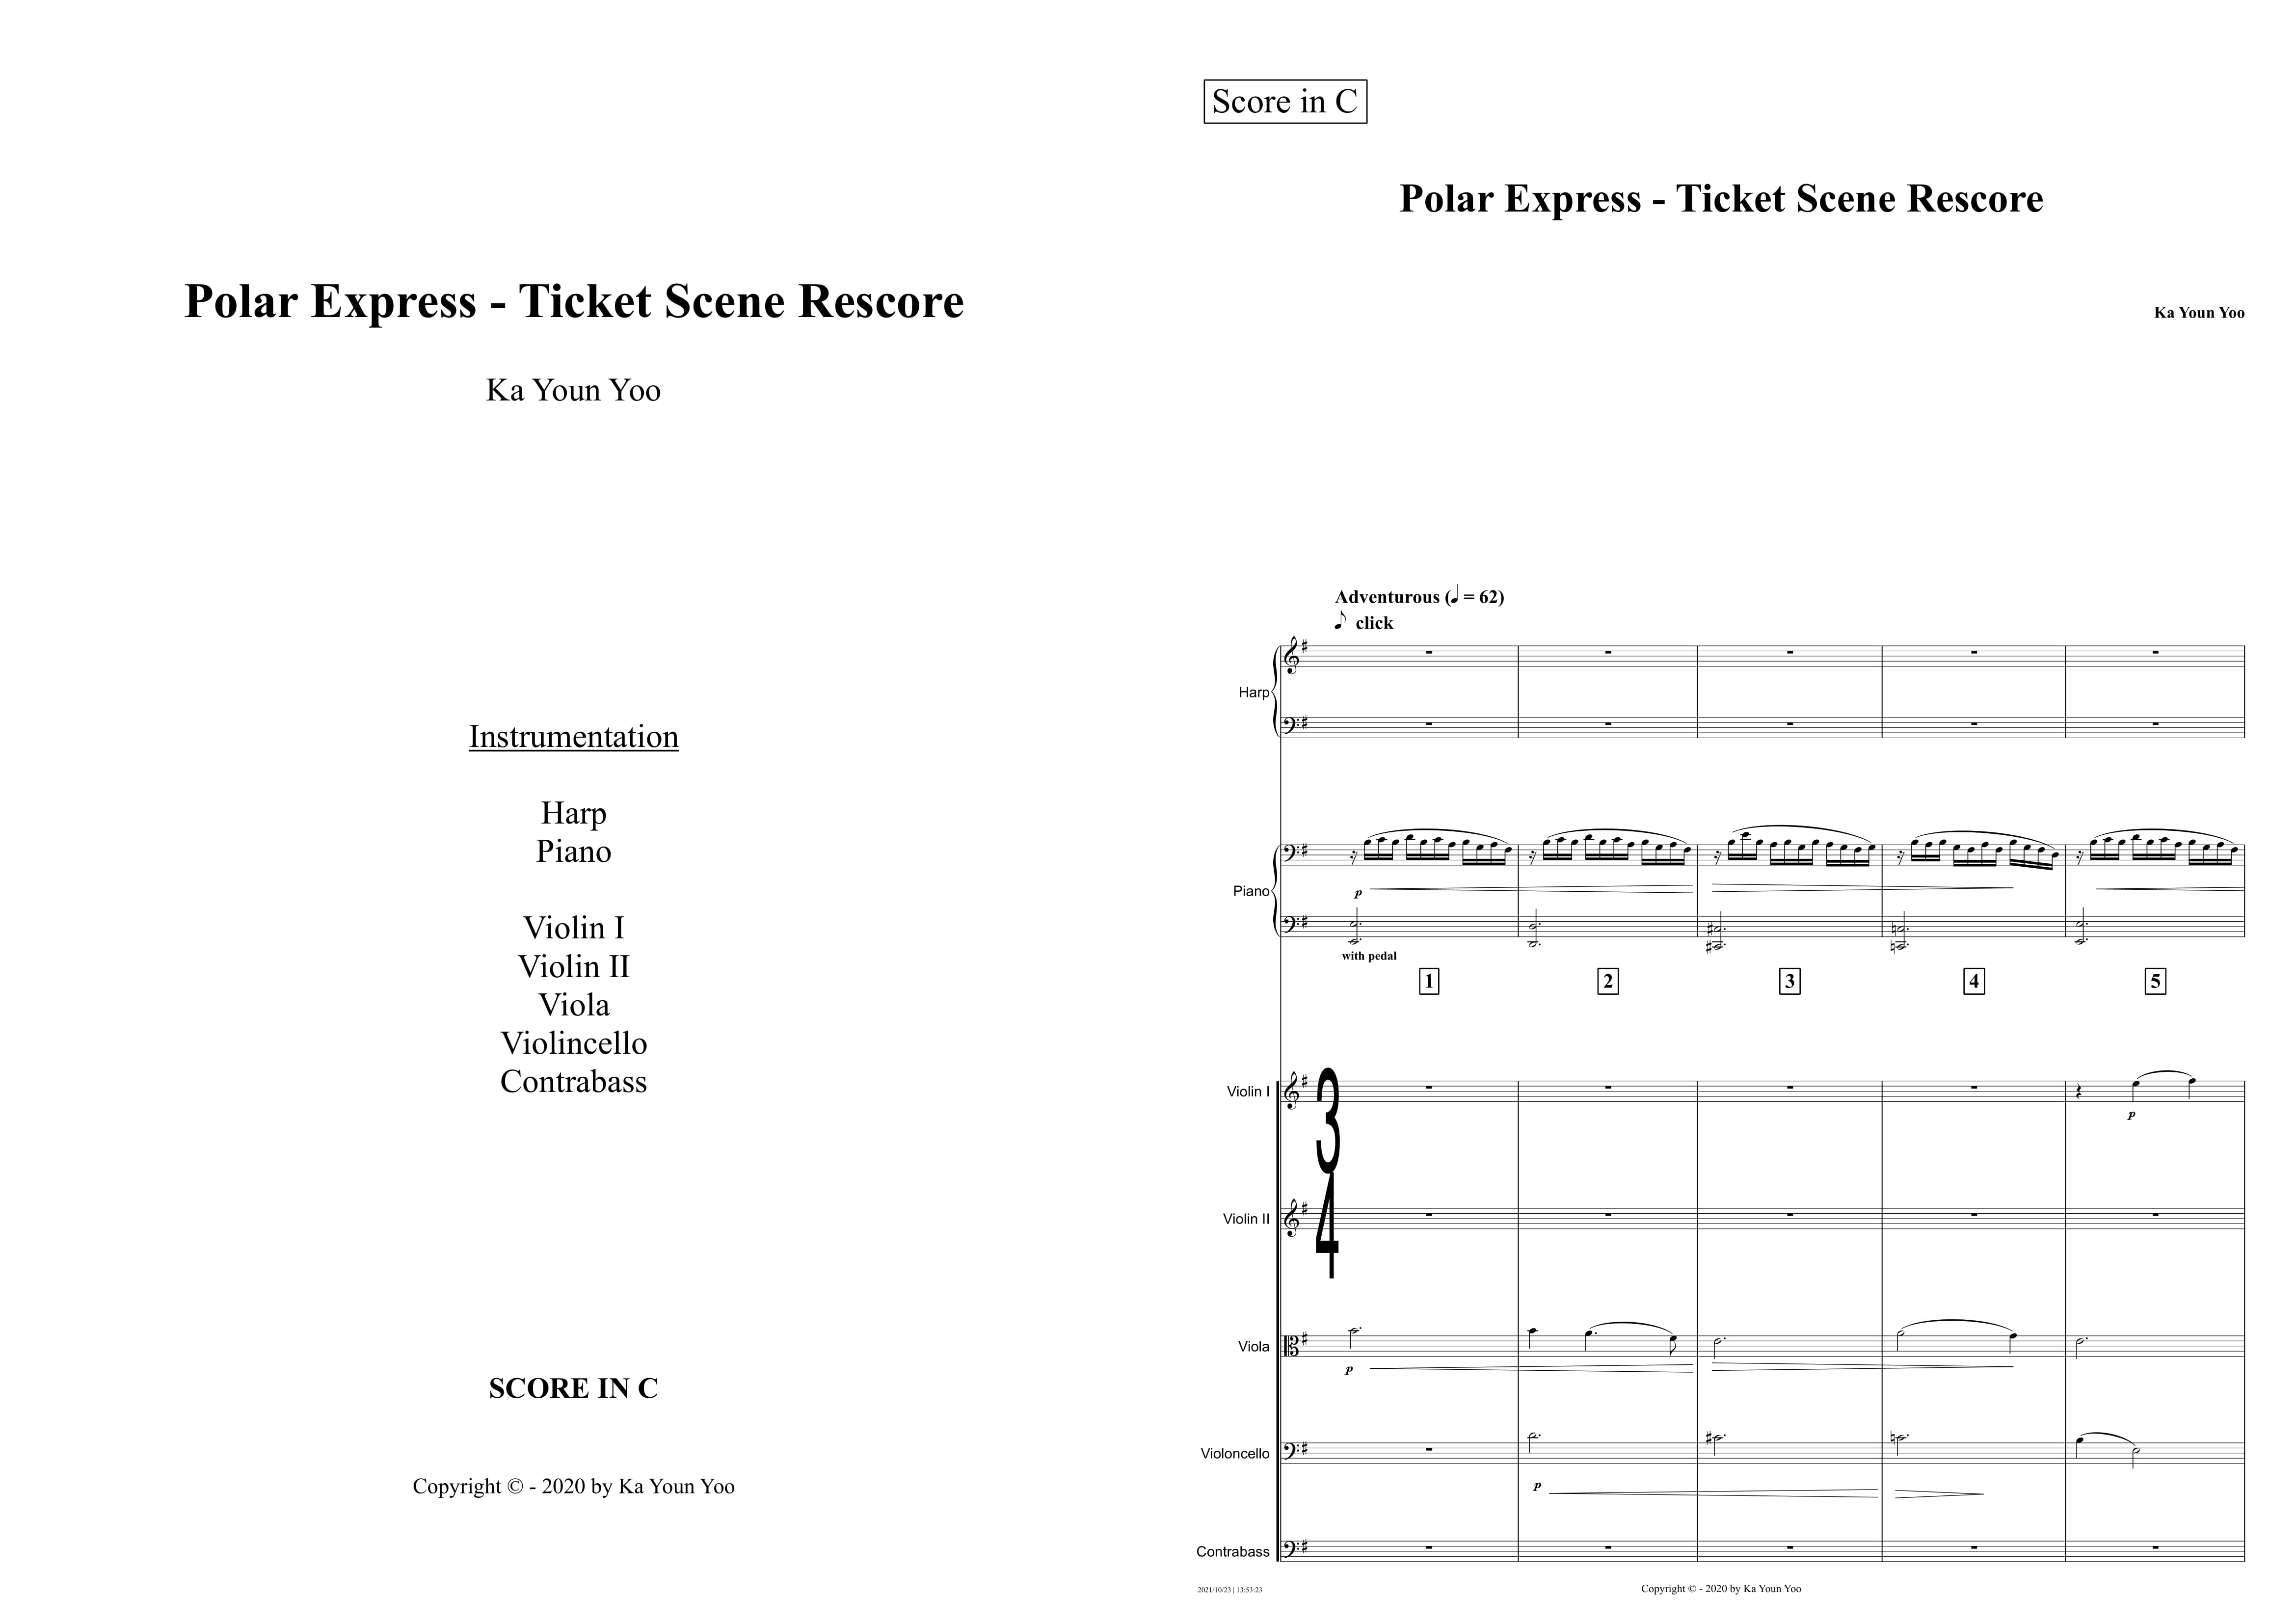 Polar Express - Ticket Scene Rescore
Ka Youn Yoo
Instrumentation
Harp
Piano
Violin I
Violin II
Viola
Violincello
Contrabass
SCORE IN C
Copyright © - 2020 by Ka Youn Yoo
Score in C
Polar Express - Ticket Scene Rescore
Ka Youn Yoo
Adventurous (♩ = 62)
♪ click
Harp
Piano
p
with pedal
1 2 3 4 5
3
4
Violin I
p
Violin II
Viola
p
Violoncello
p
Contrabass
2021/10/23 | 13:53:23
Copyright © - 2020 by Ka Youn Yoo